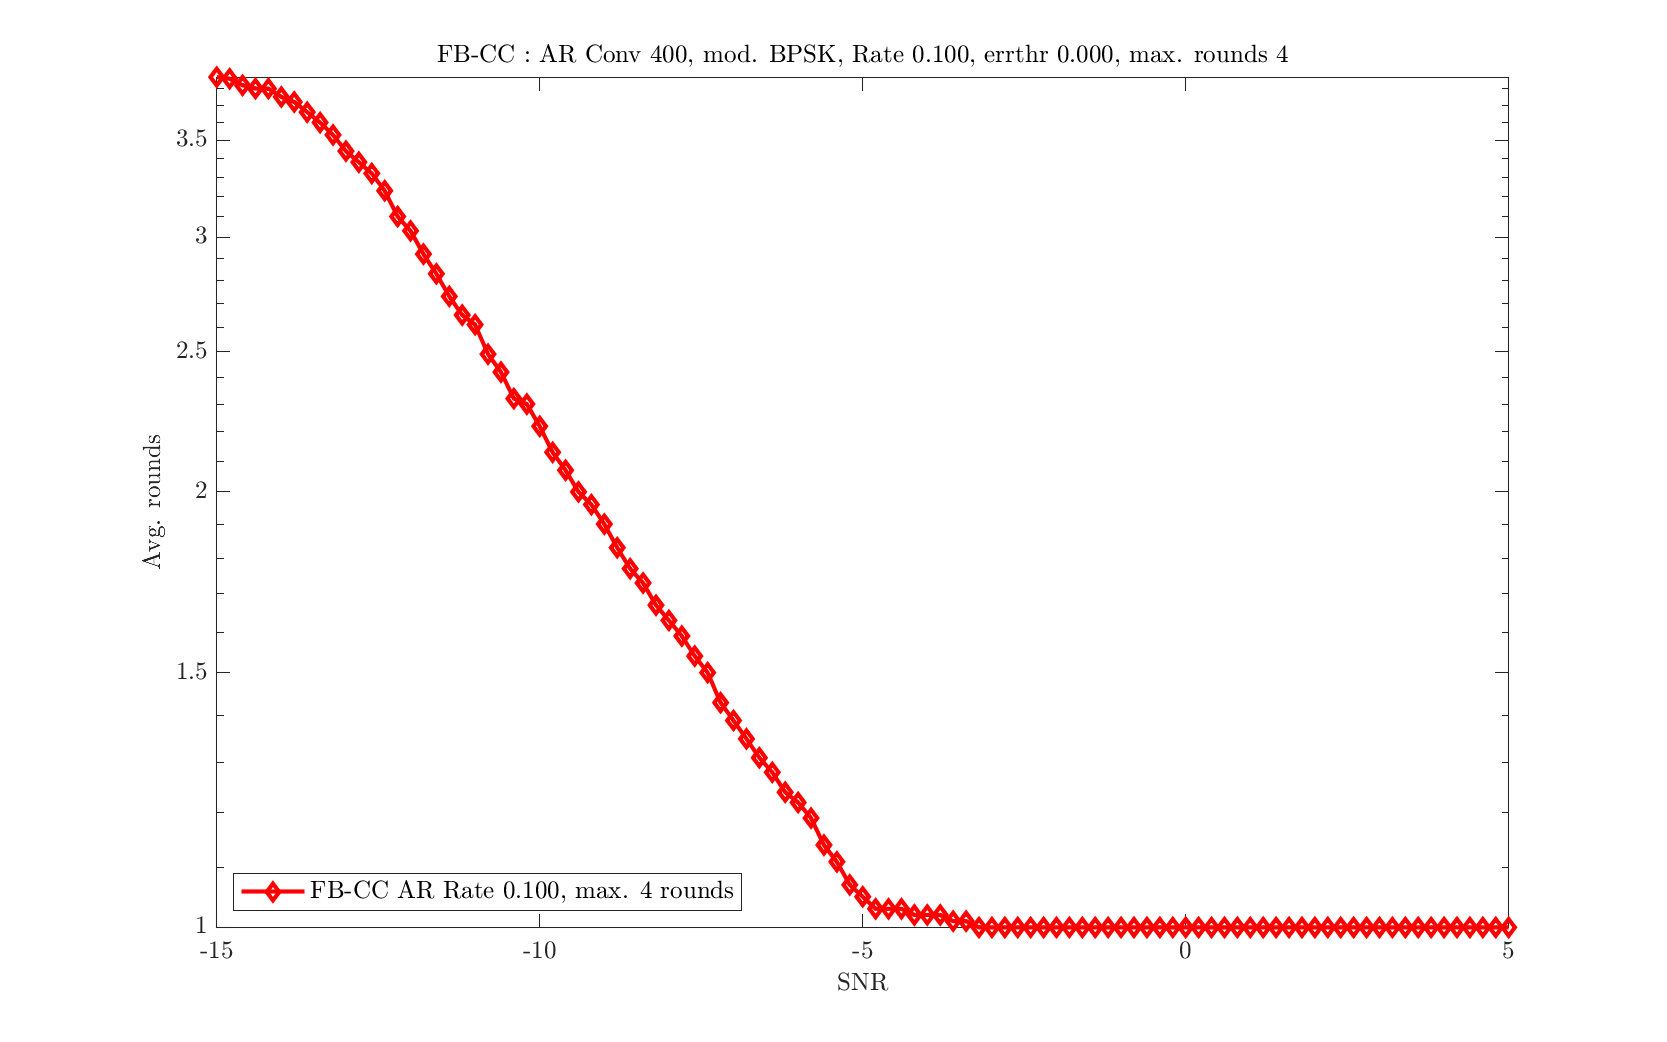 FB-CC : AR Conv 400, mod. BPSK, Rate 0.100, errthr 0.000, max. rounds 4
3.5
3
2.5
2
1.5
1
Avg. rounds
FB-CC AR Rate 0.100, max. 4 rounds
-15 -10 -5 0 5
SNR